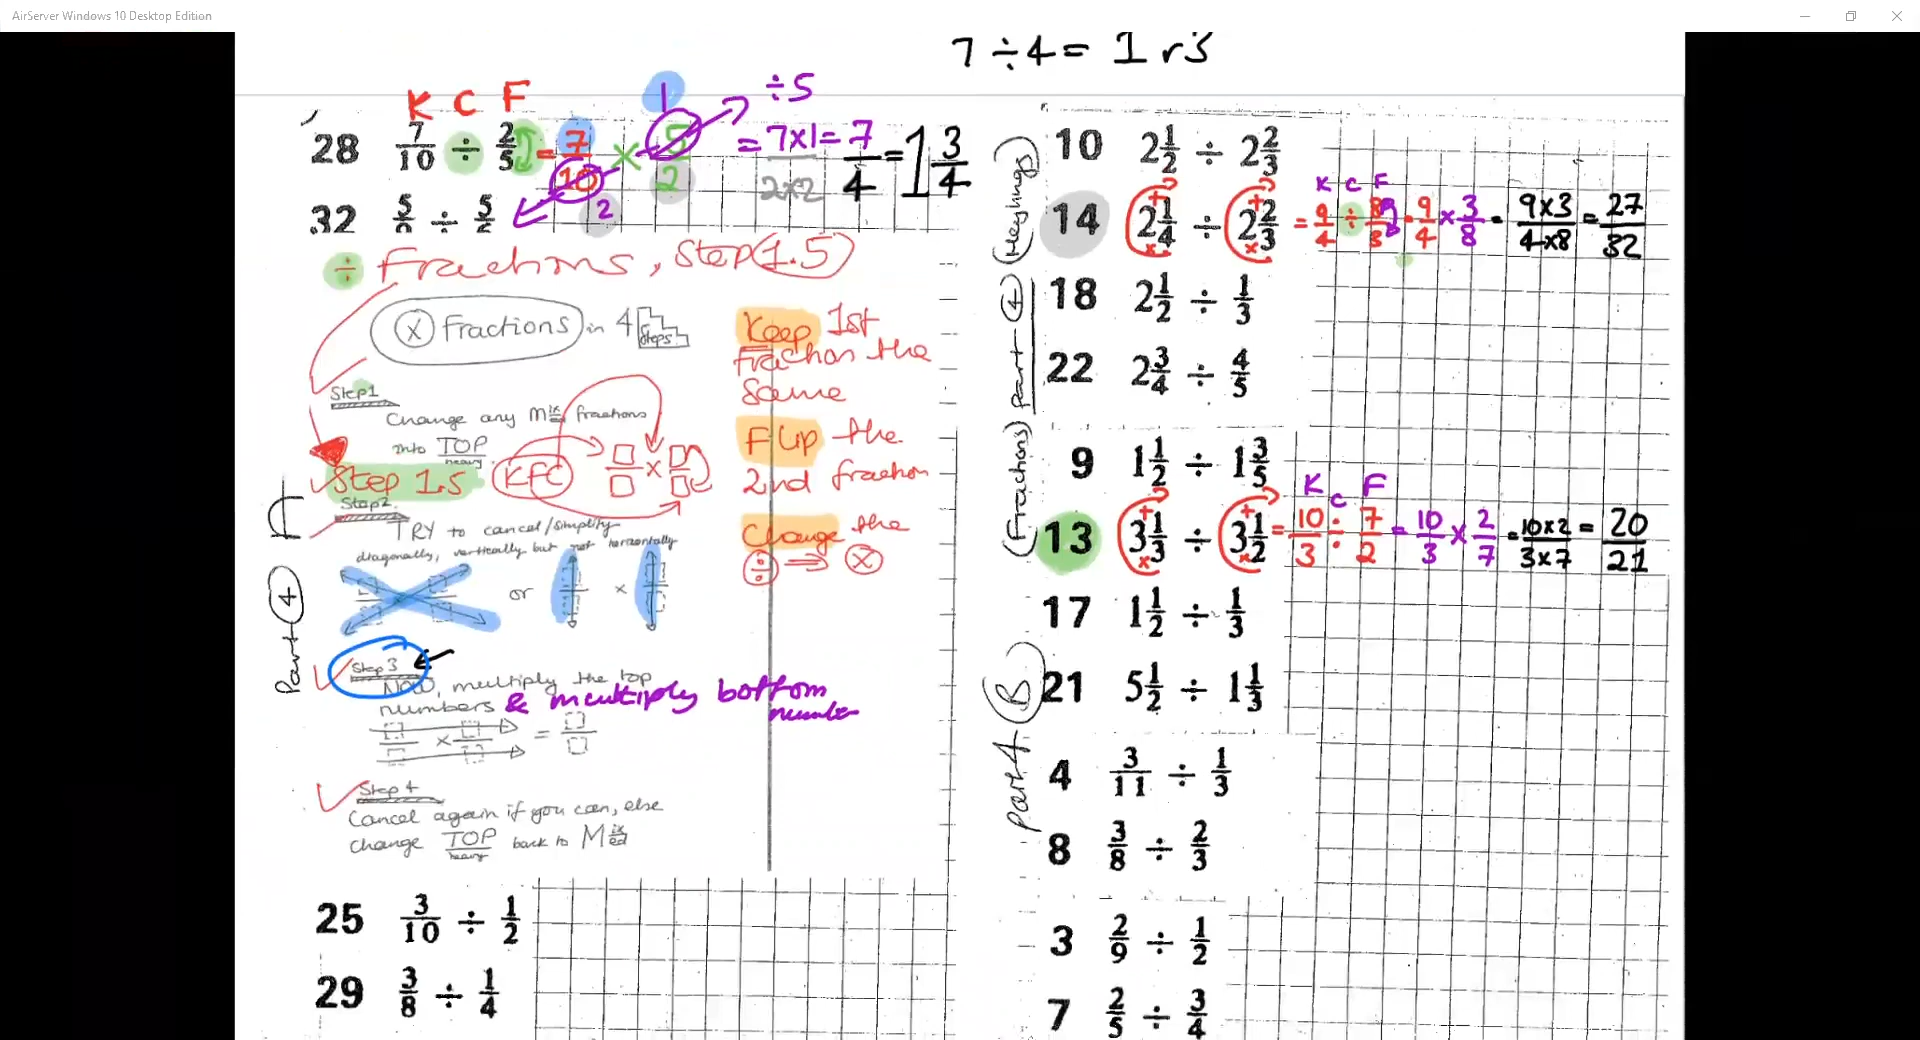 AirServer Windows 10 Desktop Edition
7 ÷ 4 = 1 r3
K C F
28 7/10 ÷ 2/5 = 7/10 × 5/2 = 7×1/2×2 = 7/4 = 1 3/4
1 ÷5
2
32 ÷
÷ Fractions, Step 1.5
× Fractions in 4 Steps
Step 1
Change any Mixed fractions
into TOP heavy
Step 1.5 KFC ×
Step 2
TRY to cancel/simplify
diagonally, vertically but not horizontally
or ×
Part 4 A
Step 3
Now, multiply the top
numbers & multiply bottom
number
× =
Step 4
Cancel again if you can, else
change TOP heavy back to Mixed
Keep 1st
fraction the
same
Flip the
2nd fraction
Change the
÷ ⇒ ×
25 3/10 ÷ 1/2
29 3/8 ÷ 1/4
(Fractions) Part 4
10 2 1/2 ÷ 2 2/3
K C F
14 2 1/4 ÷ 2 2/3 = 9/4 ÷ 8/3 = 9/4 × 3/8 = 9×3/4×8 = 27/32
18 2 1/2 ÷ 1/3
22 2 3/4 ÷ 4/5
9 1 1/2 ÷ 1 3/5
K C F
13 3 1/3 ÷ 3 1/2 = 10/3 ÷ 7/2 = 10/3 × 2/7 = 10×2/3×7 = 20/21
17 1 1/2 ÷ 1/3
Part 4 B
21 5 1/2 ÷ 1 1/3
4 3/11 ÷ 1/3
8 3/8 ÷ 2/3
3 2/9 ÷ 1/2
7 2/5 ÷ 3/4